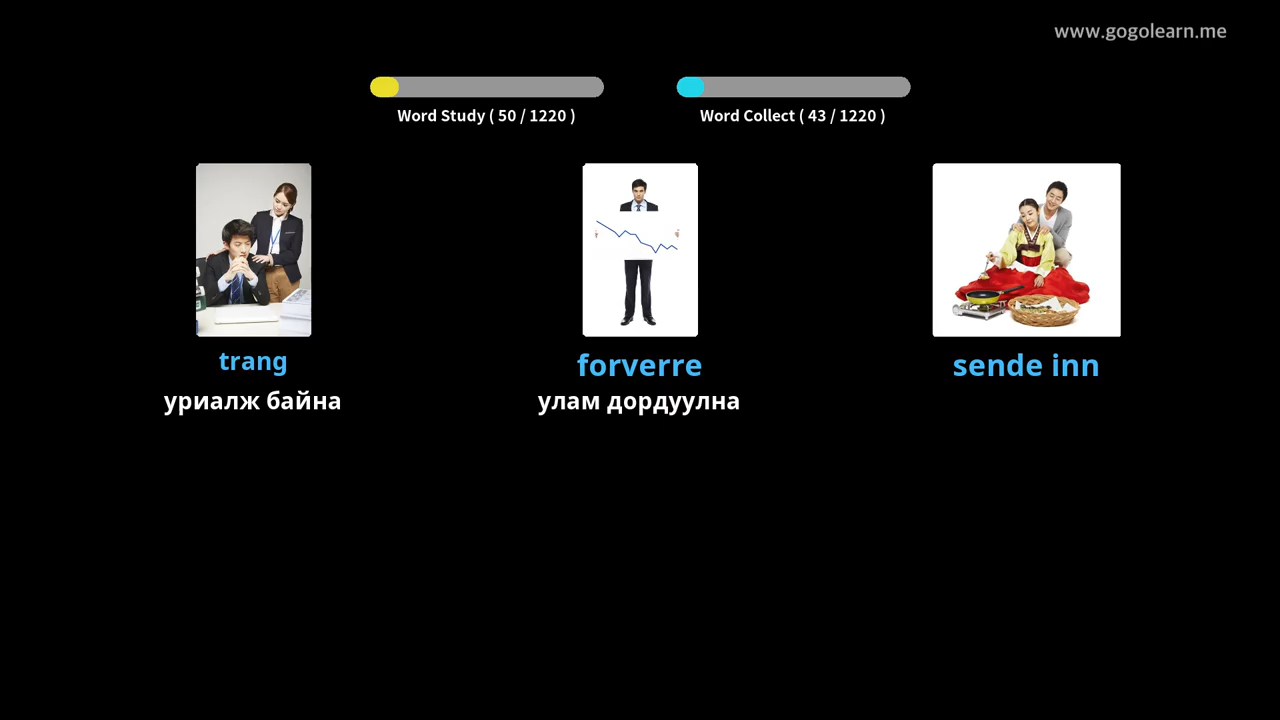 www.gogolearn.me
Word Study ( 50 / 1220 )
Word Collect ( 43 / 1220 )
trang
уриалж байна
forverre
улам дордуулна
sende inn